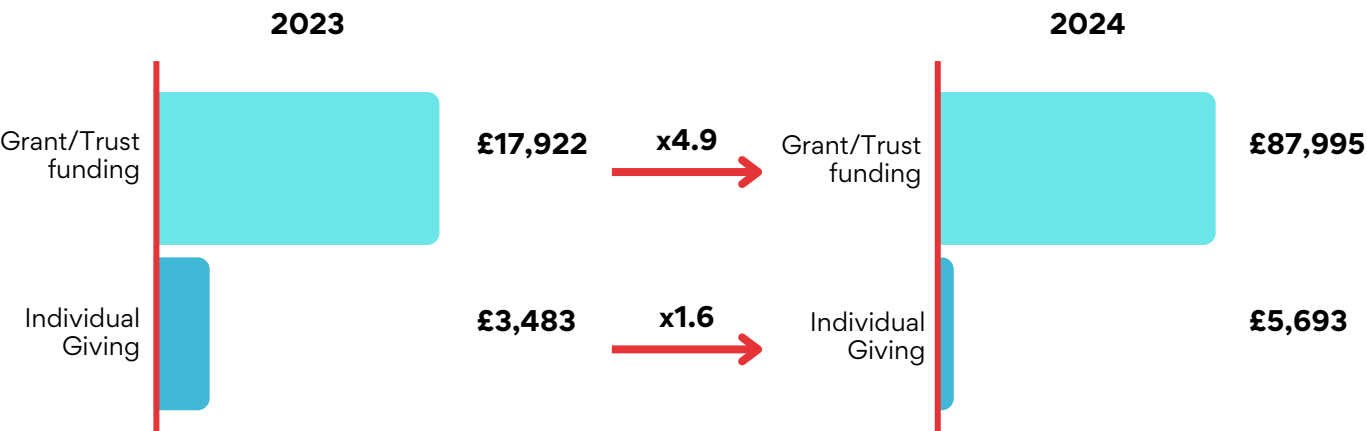 2023
2024
Grant/Trust
funding
£17,922
x4.9
Grant/Trust
funding
£87,995
Individual
Giving
£3,483
x1.6
Individual
Giving
£5,693